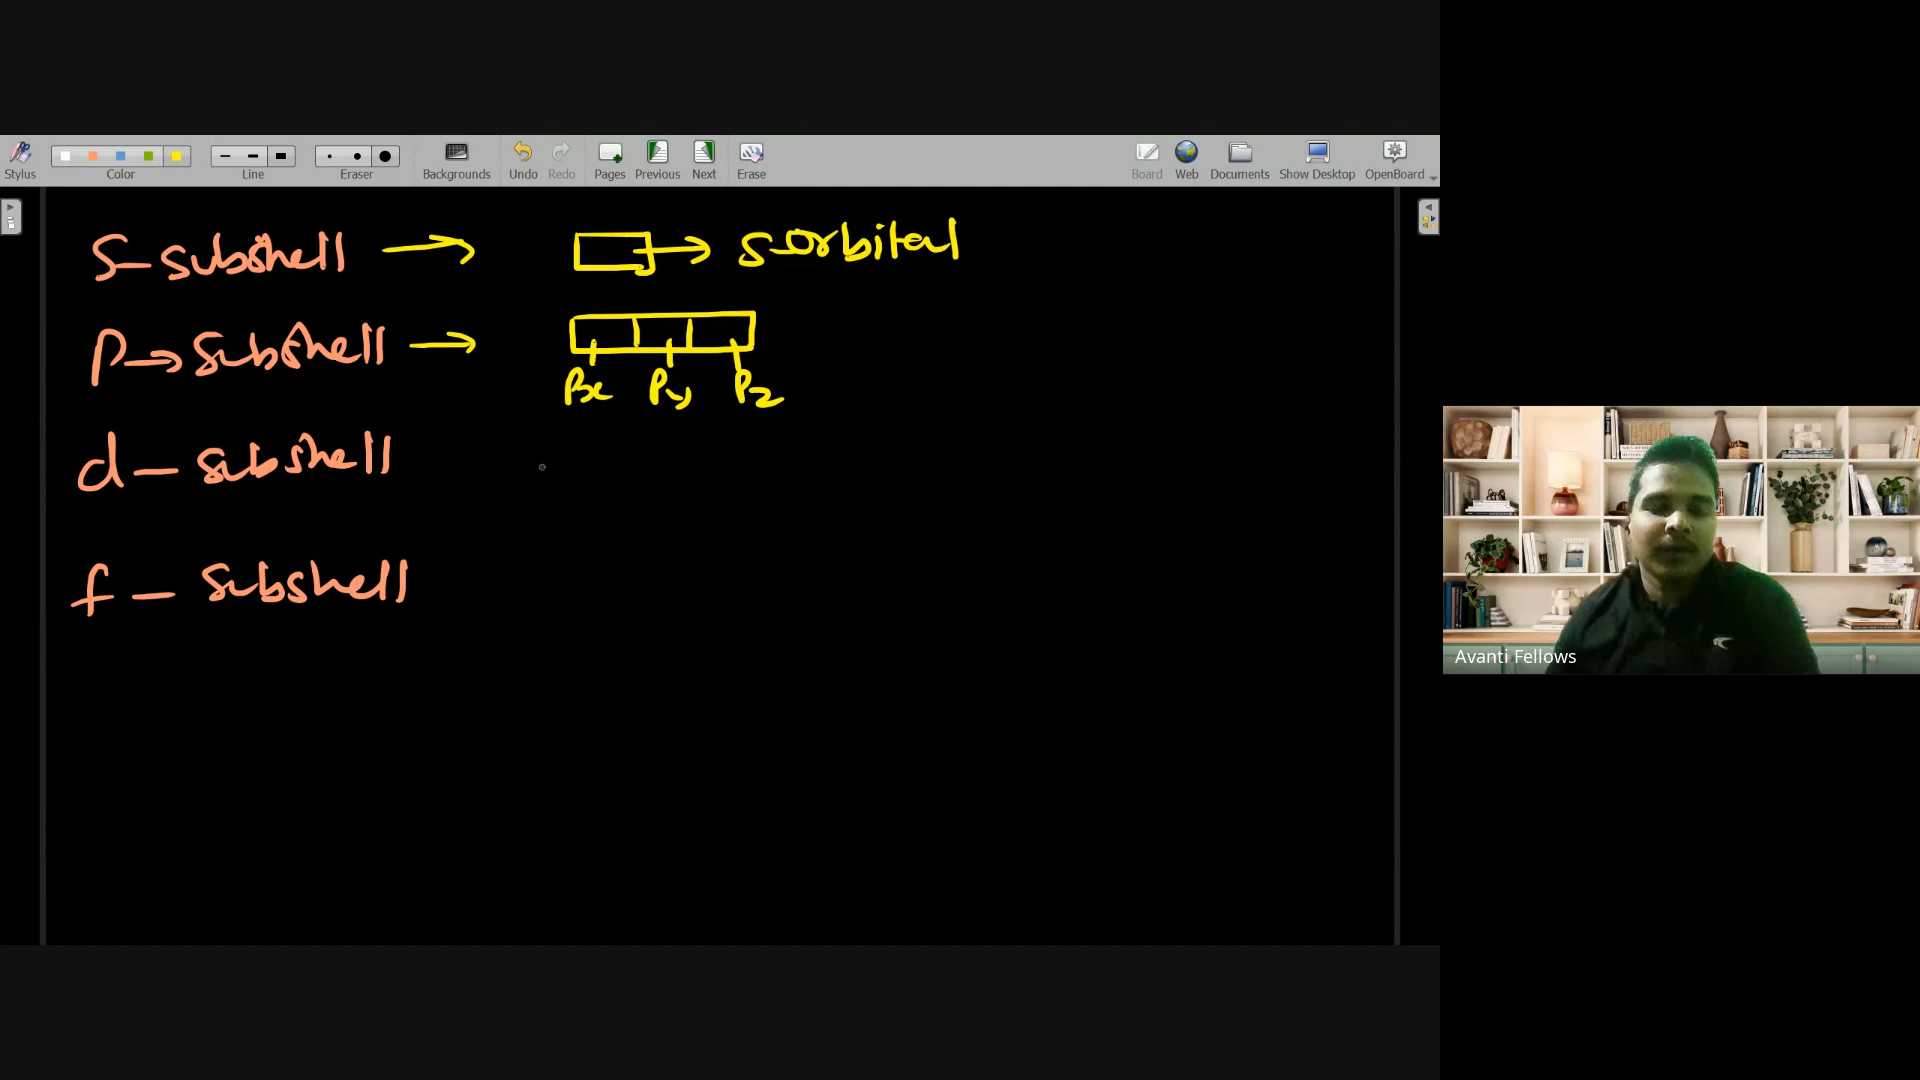 Stylus Color Line Eraser Backgrounds Undo Redo Pages Previous Next Erase Board Web Documents Show Desktop OpenBoard
S-subshell → → s-orbital
P→ subshell →
Px Py Pz
d - subshell
f - subshell
Avanti Fellows